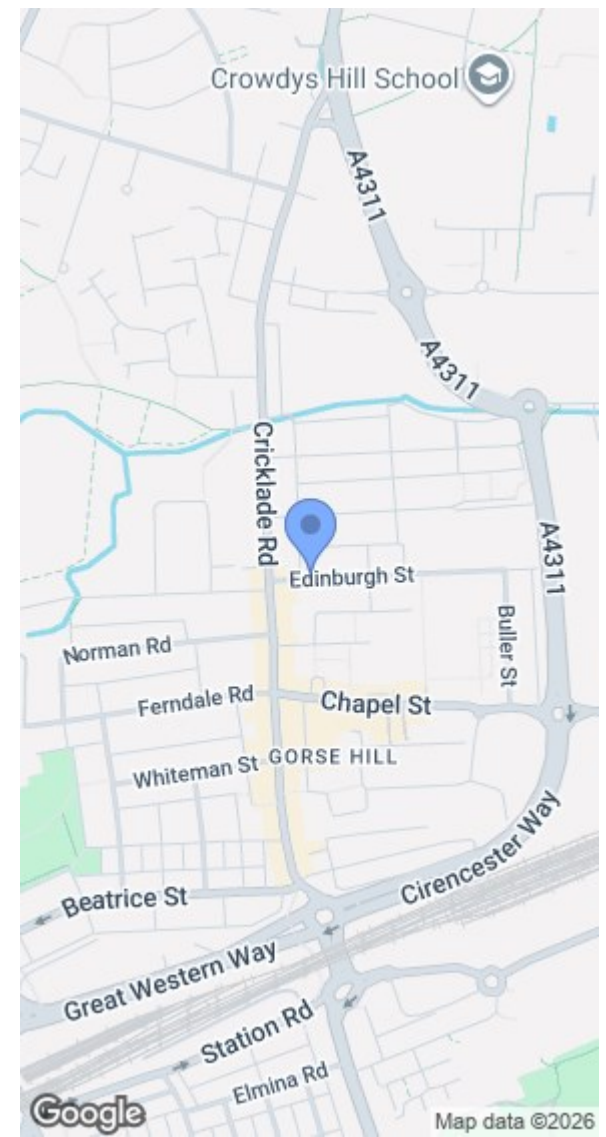 Crowdys Hill School
A4311
A4311
Cricklade Rd
A4311
Edinburgh St
Buller St
Norman Rd
Ferndale Rd
Chapel St
GORSE HILL
Whiteman St
Cirencester Way
Beatrice St
Great Western Way
Station Rd
Elmina Rd
Google
Map data ©2026